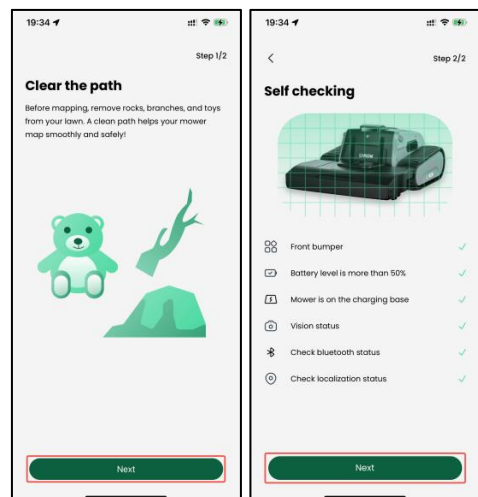 19:34
Step 1/2
Clear the path
Before mapping, remove rocks, branches, and toys
from your lawn. A clean path helps your mower
map smoothly and safely!
Next
19:34
Step 2/2
Self checking
Front bumper
Battery level is more than 50%
Mower is on the charging base
Vision status
Check bluetooth status
Check localization status
Next